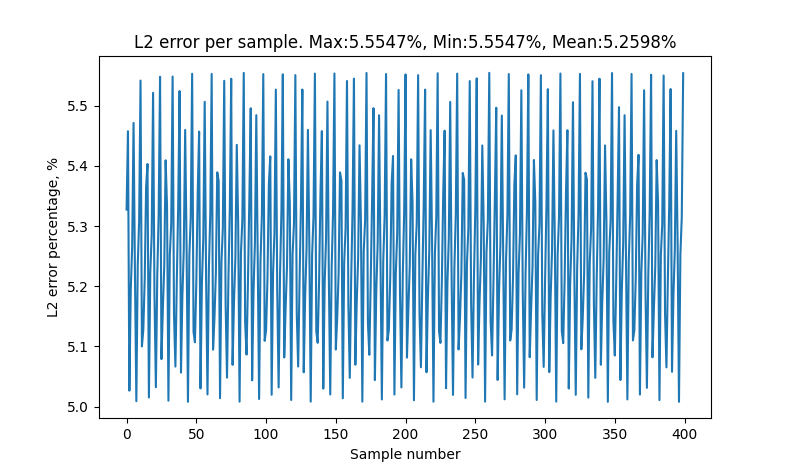 L2 error per sample. Max:5.5547%, Min:5.5547%, Mean:5.2598%
L2 error percentage, %
5.5
5.4
5.3
5.2
5.1
5.0
0 50 100 150 200 250 300 350 400
Sample number